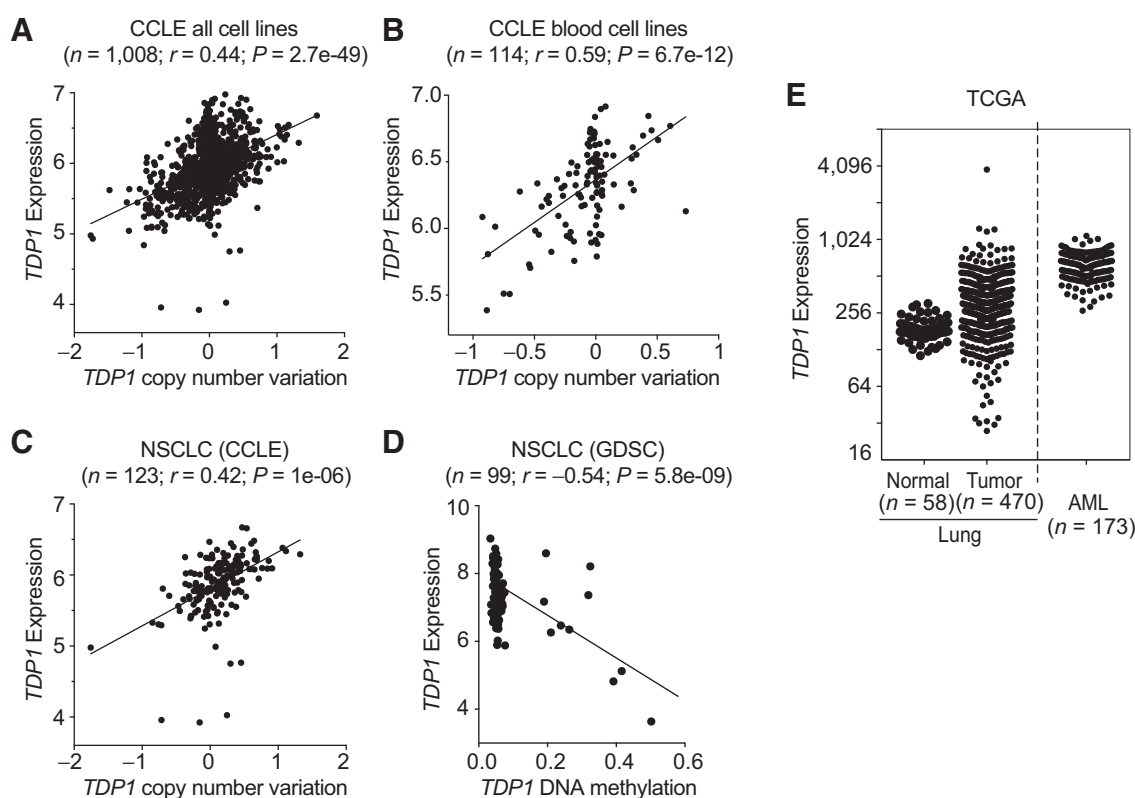 A
CCLE all cell lines
(n = 1,008; r = 0.44; P = 2.7e-49)
7
6
5
4
TDP1 Expression
−2
−1
0
1
2
TDP1 copy number variation
B
CCLE blood cell lines
(n = 114; r = 0.59; P = 6.7e-12)
7.0
6.5
6.0
5.5
TDP1 Expression
−1
−0.5
0
0.5
1
TDP1 copy number variation
C
NSCLC (CCLE)
(n = 123; r = 0.42; P = 1e-06)
7
6
5
4
TDP1 Expression
−2
−1
0
1
2
TDP1 copy number variation
D
NSCLC (GDSC)
(n = 99; r = −0.54; P = 5.8e-09)
10
8
6
4
TDP1 Expression
0.0
0.2
0.4
0.6
TDP1 DNA methylation
E
TCGA
4,096
1.024
256
64
16
TDP1 Expression
Normal
(n = 58)
Tumor
(n = 470)
Lung
AML
(n = 173)